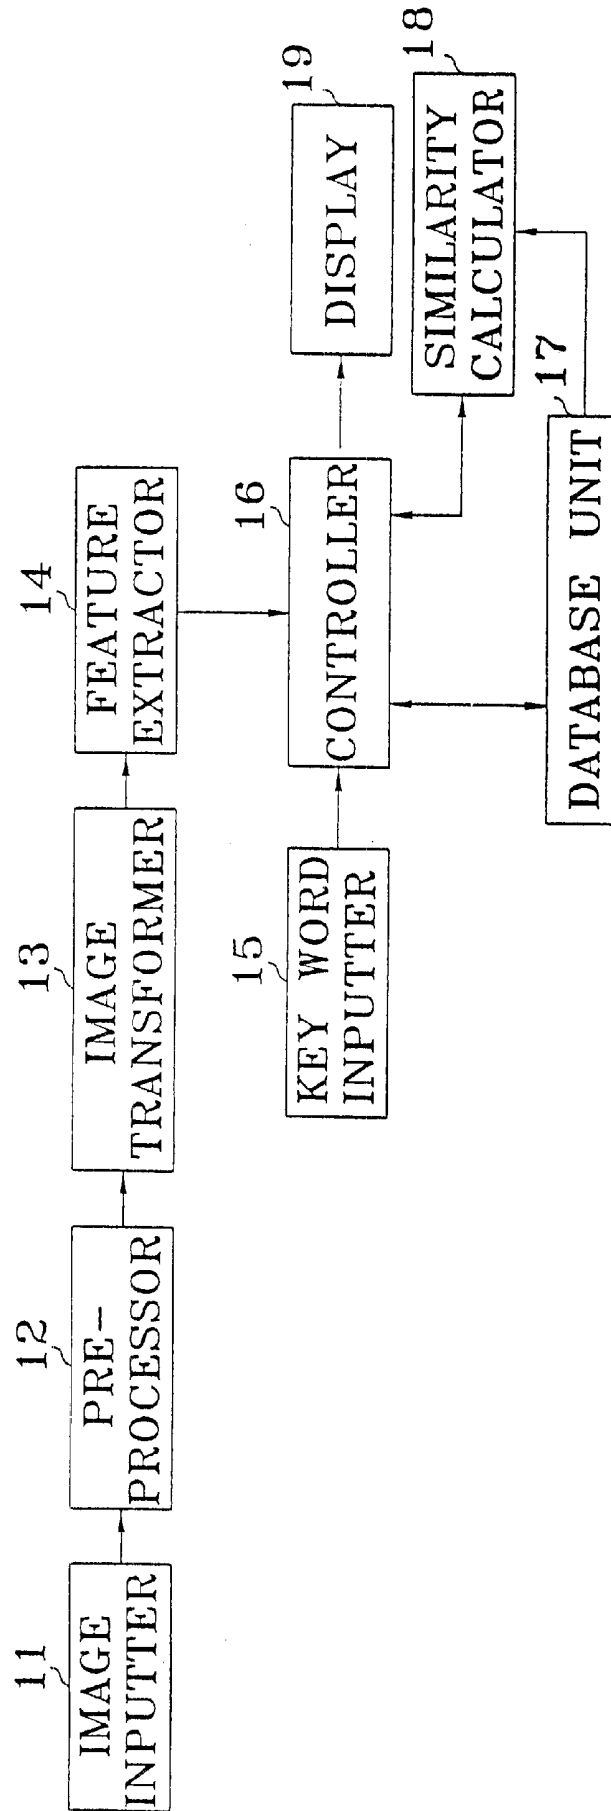 11
IMAGE
INPUTTER
12
PRE-
PROCESSOR
13
IMAGE
TRANSFORMER
14
FEATURE
EXTRACTOR
15
KEY WORD
INPUTTER
16
CONTROLLER
19
DISPLAY
18
SIMILARITY
CALCULATOR
17
DATABASE UNIT